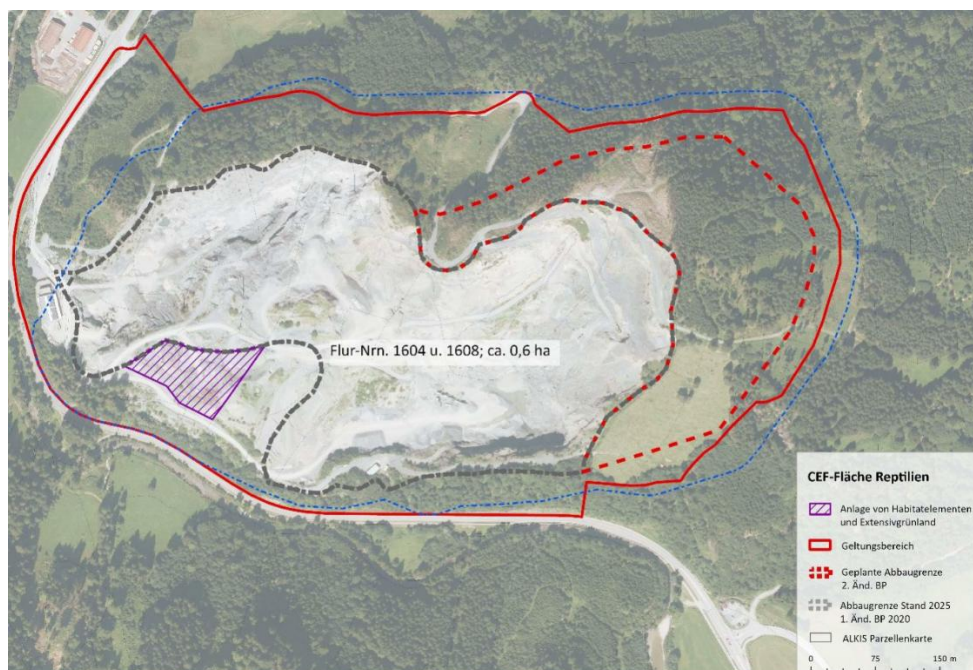 Flur-Nrn. 1604 u. 1608; ca. 0,6 ha
CEF-Fläche Reptilien
Anlage von Habitatelementen
und Extensivgrünland
Geltungsbereich
Geplante Abbaugrenze
2. Änd. BP
Abbaugrenze Stand 2025
1. Änd. BP 2020
ALKIS Parzellenkarte
0 75 150 m